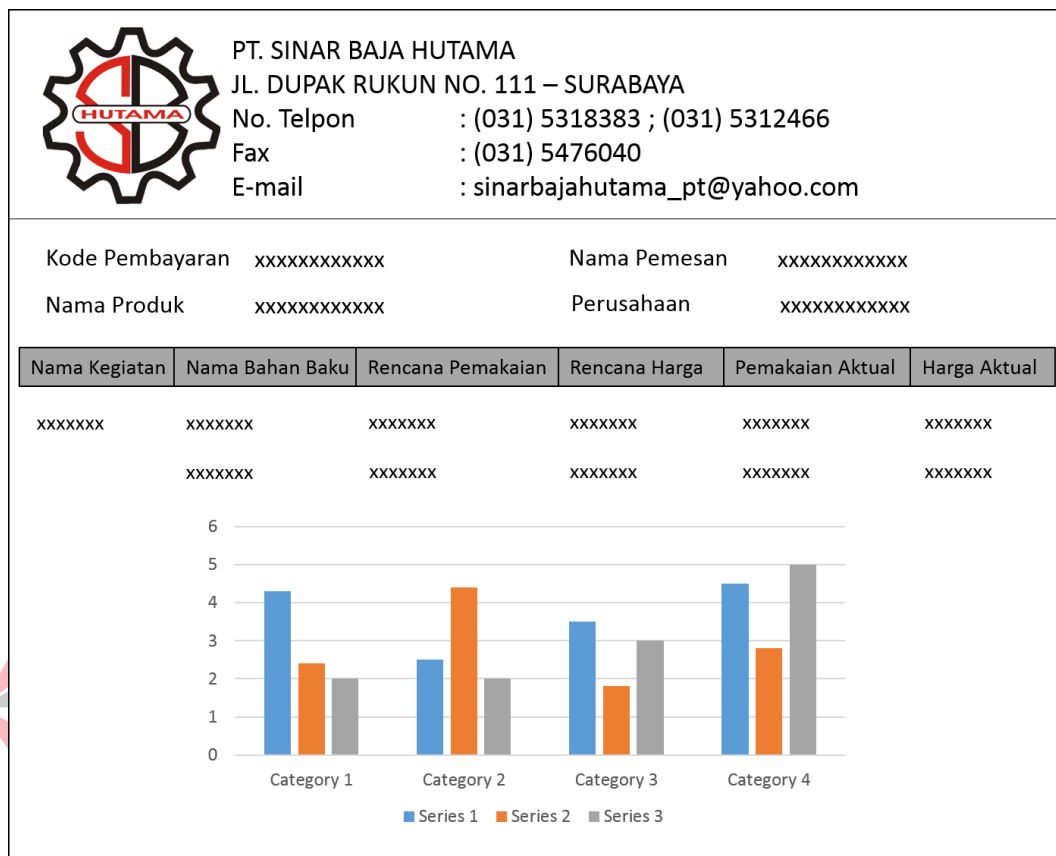 HUTAMA
PT. SINAR BAJA HUTAMA
JL. DUPAK RUKUN NO. 111 – SURABAYA
No. Telpon : (031) 5318383 ; (031) 5312466
Fax : (031) 5476040
E-mail : sinarbajahutama_pt@yahoo.com
Kode Pembayaran xxxxxxxxxxxx Nama Pemesan xxxxxxxxxxxx
Nama Produk xxxxxxxxxxxx Perusahaan xxxxxxxxxxxx
Nama Kegiatan Nama Bahan Baku Rencana Pemakaian Rencana Harga Pemakaian Aktual Harga Aktual
xxxxxxx xxxxxxx xxxxxxx xxxxxxx xxxxxxx xxxxxxx
xxxxxxx xxxxxxx xxxxxxx xxxxxxx xxxxxxx
6
5
4
3
2
1
0
Category 1 Category 2 Category 3 Category 4
Series 1 Series 2 Series 3